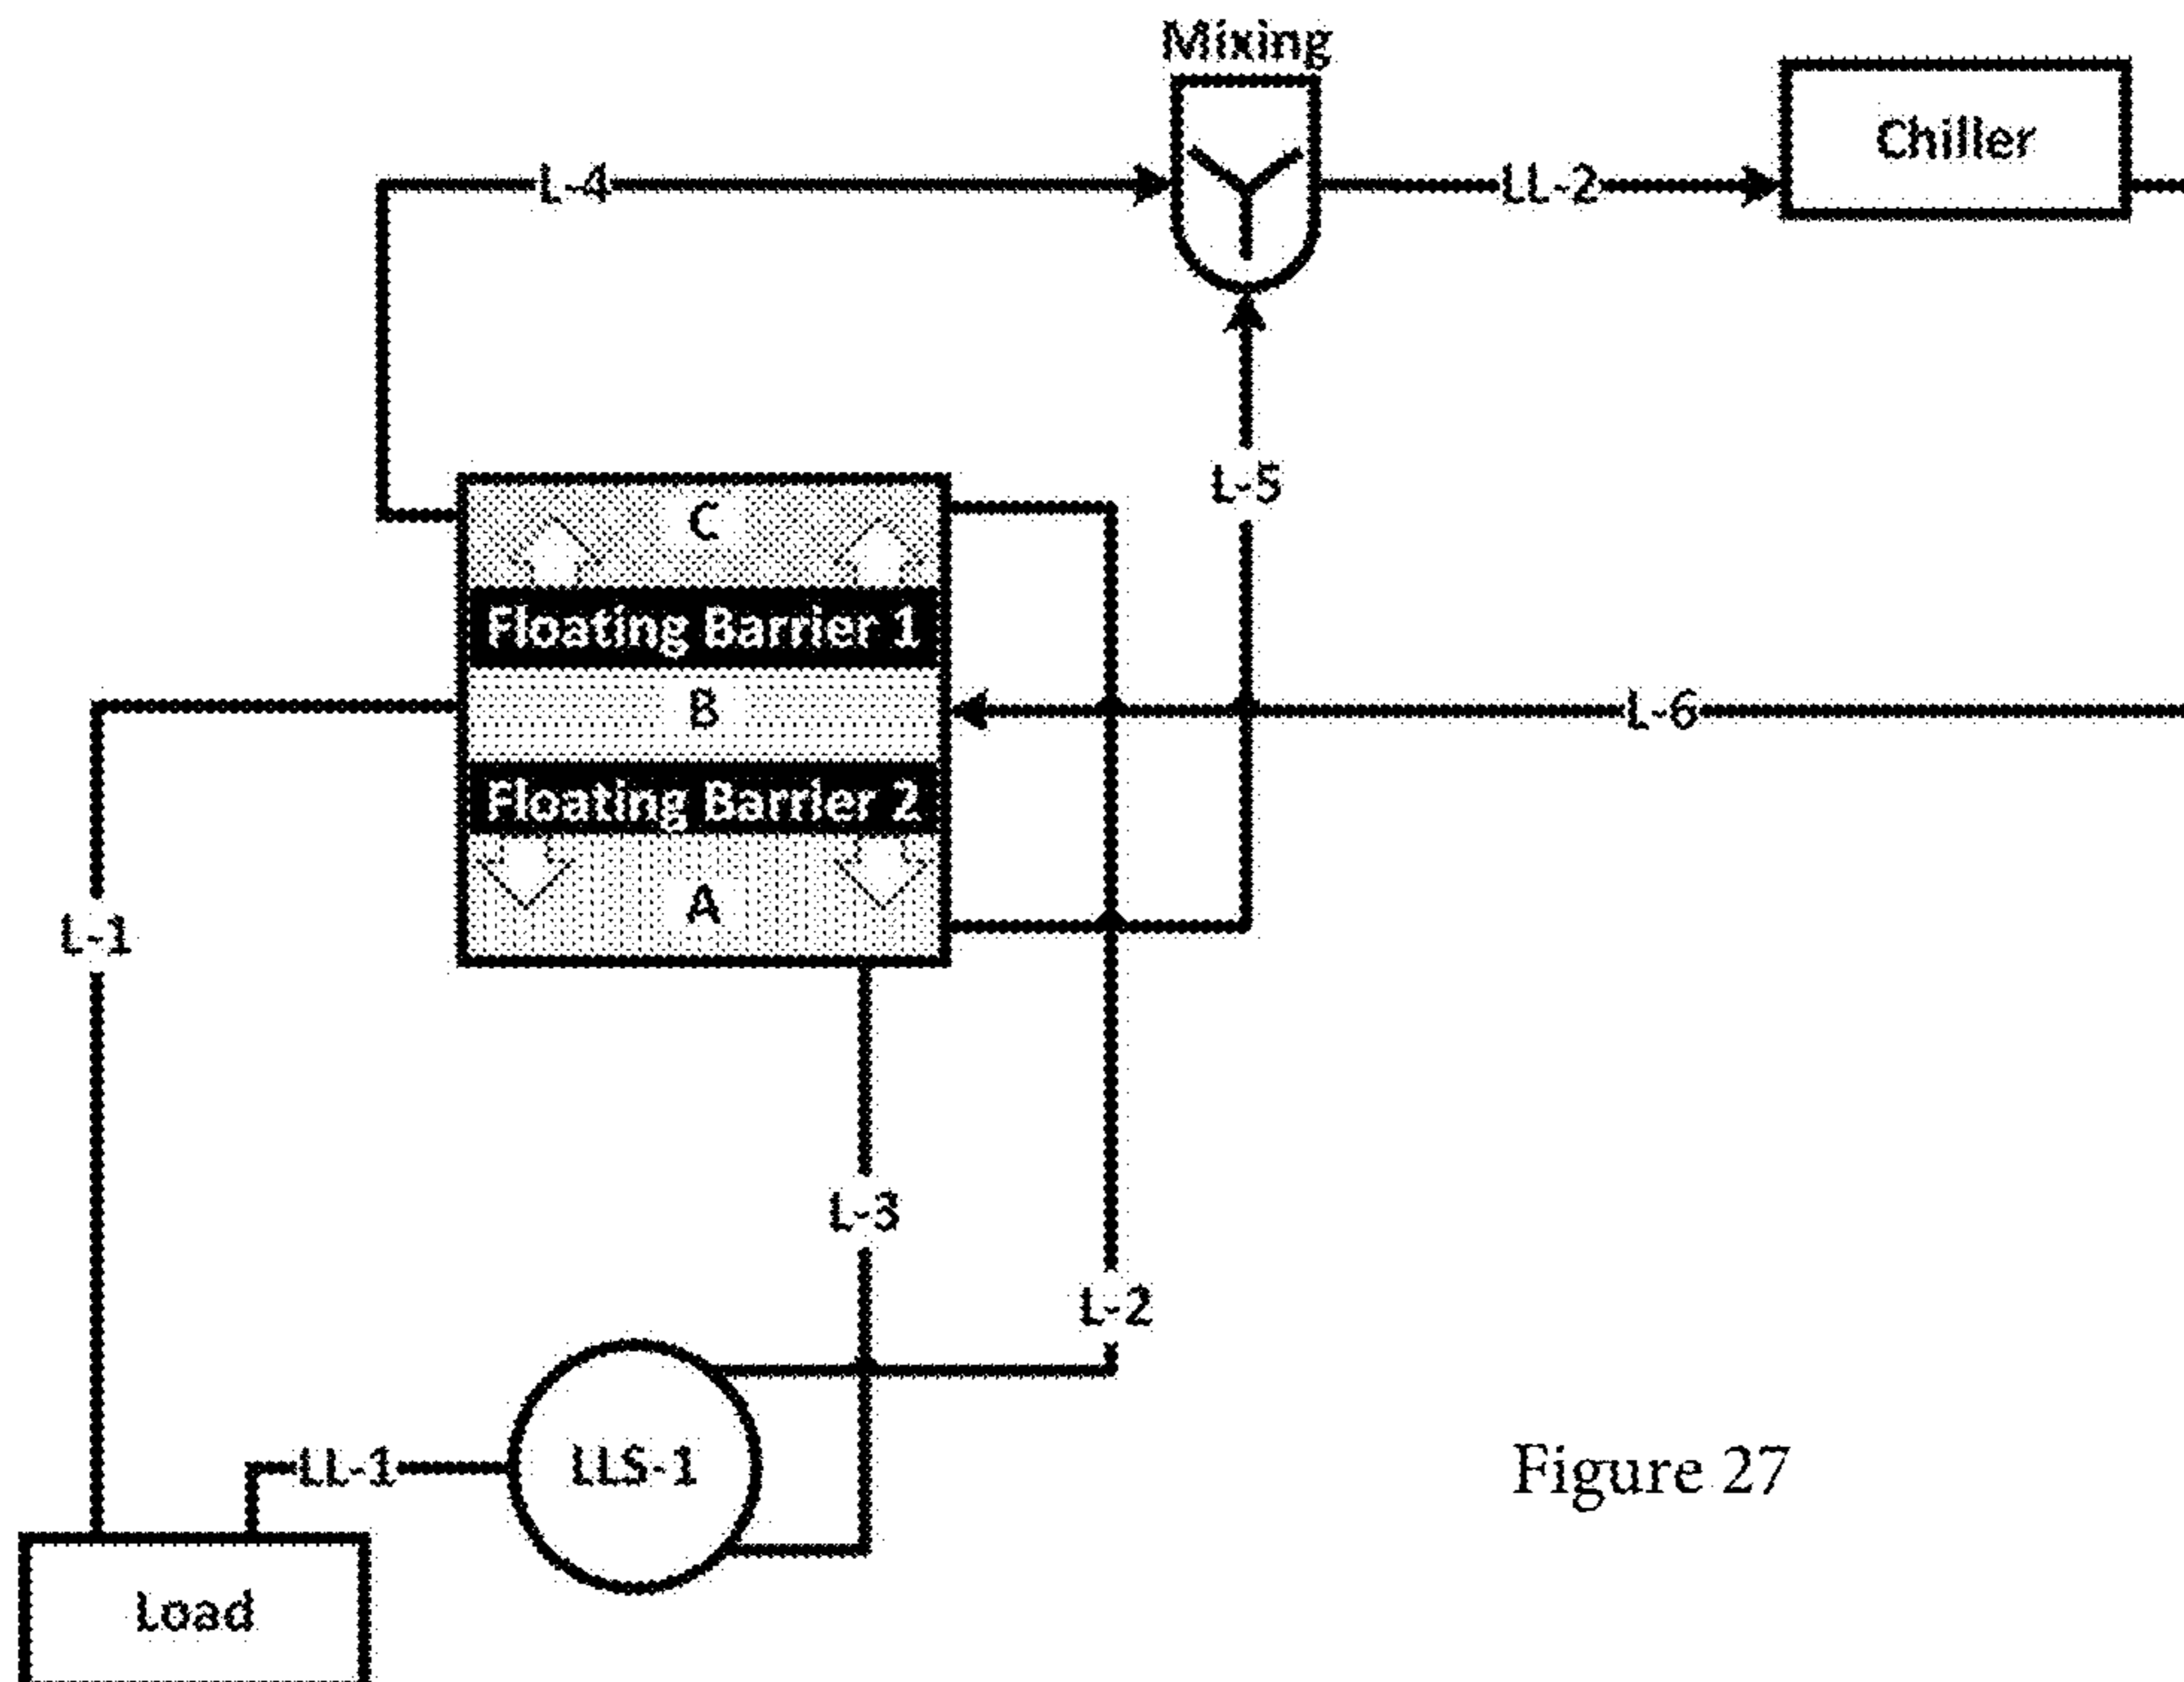 Mixing
Chiller
L-4
LL-2
L-5
C
Floating Barrier 1
B
L-6
Floating Barrier 2
A
L-1
L-3
L-2
LL-1
LLS-1
Figure 27
Load